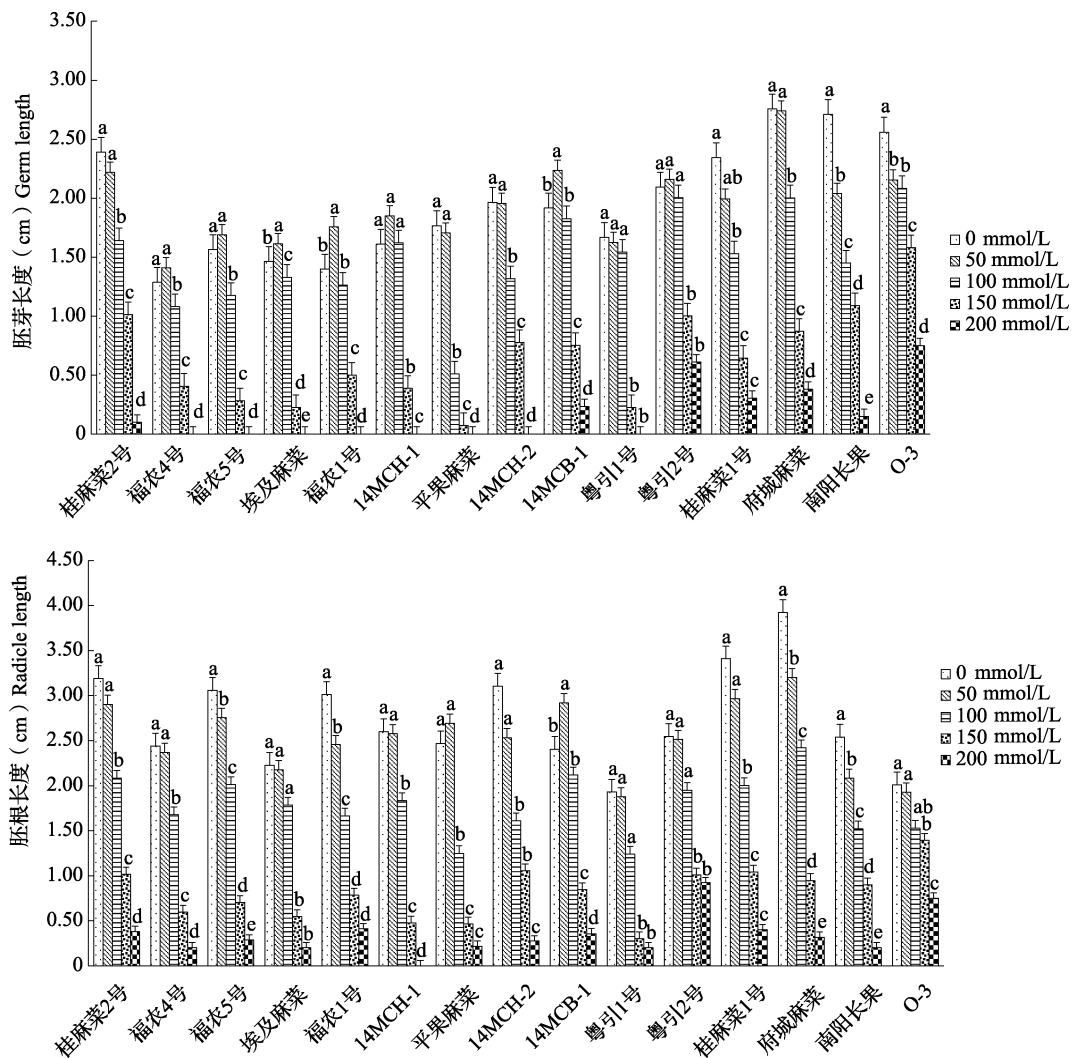 3.50
3.00
2.50
2.00
1.50
1.00
0.50
0
胚芽长度（cm）Germ length
a a b c d
a a b c d
a a b c d
b a c d e
b a b c d
a a a b c
a a b c d
a a b c d
b a b c d
a a a b b
a a a b c
a ab b c c
a a b c d
a b c d e
a b b c d
0 mmol/L
50 mmol/L
100 mmol/L
150 mmol/L
200 mmol/L
桂麻菜2号
福农4号
福农5号
埃及麻菜
福农1号
14MCH-1
平果麻菜
14MCH-2
14MCB-1
粤引1号
粤引2号
桂麻菜1号
府城麻菜
南阳长果
O-3
4.50
4.00
3.50
3.00
2.50
2.00
1.50
1.00
0.50
0
胚根长度（cm）Radicle length
a a b c d
a a b c d
a b c d e
a a a b b
a b c d d
a a b c d
a a b c c
a a b b c
b a b c d
a a a b b
a a a b b
a a b c c
a b c d e
a b c d d
a a ab b c
0 mmol/L
50 mmol/L
100 mmol/L
150 mmol/L
200 mmol/L
桂麻菜2号
福农4号
福农5号
埃及麻菜
福农1号
14MCH-1
平果麻菜
14MCH-2
14MCB-1
粤引1号
粤引2号
桂麻菜1号
府城麻菜
南阳长果
O-3